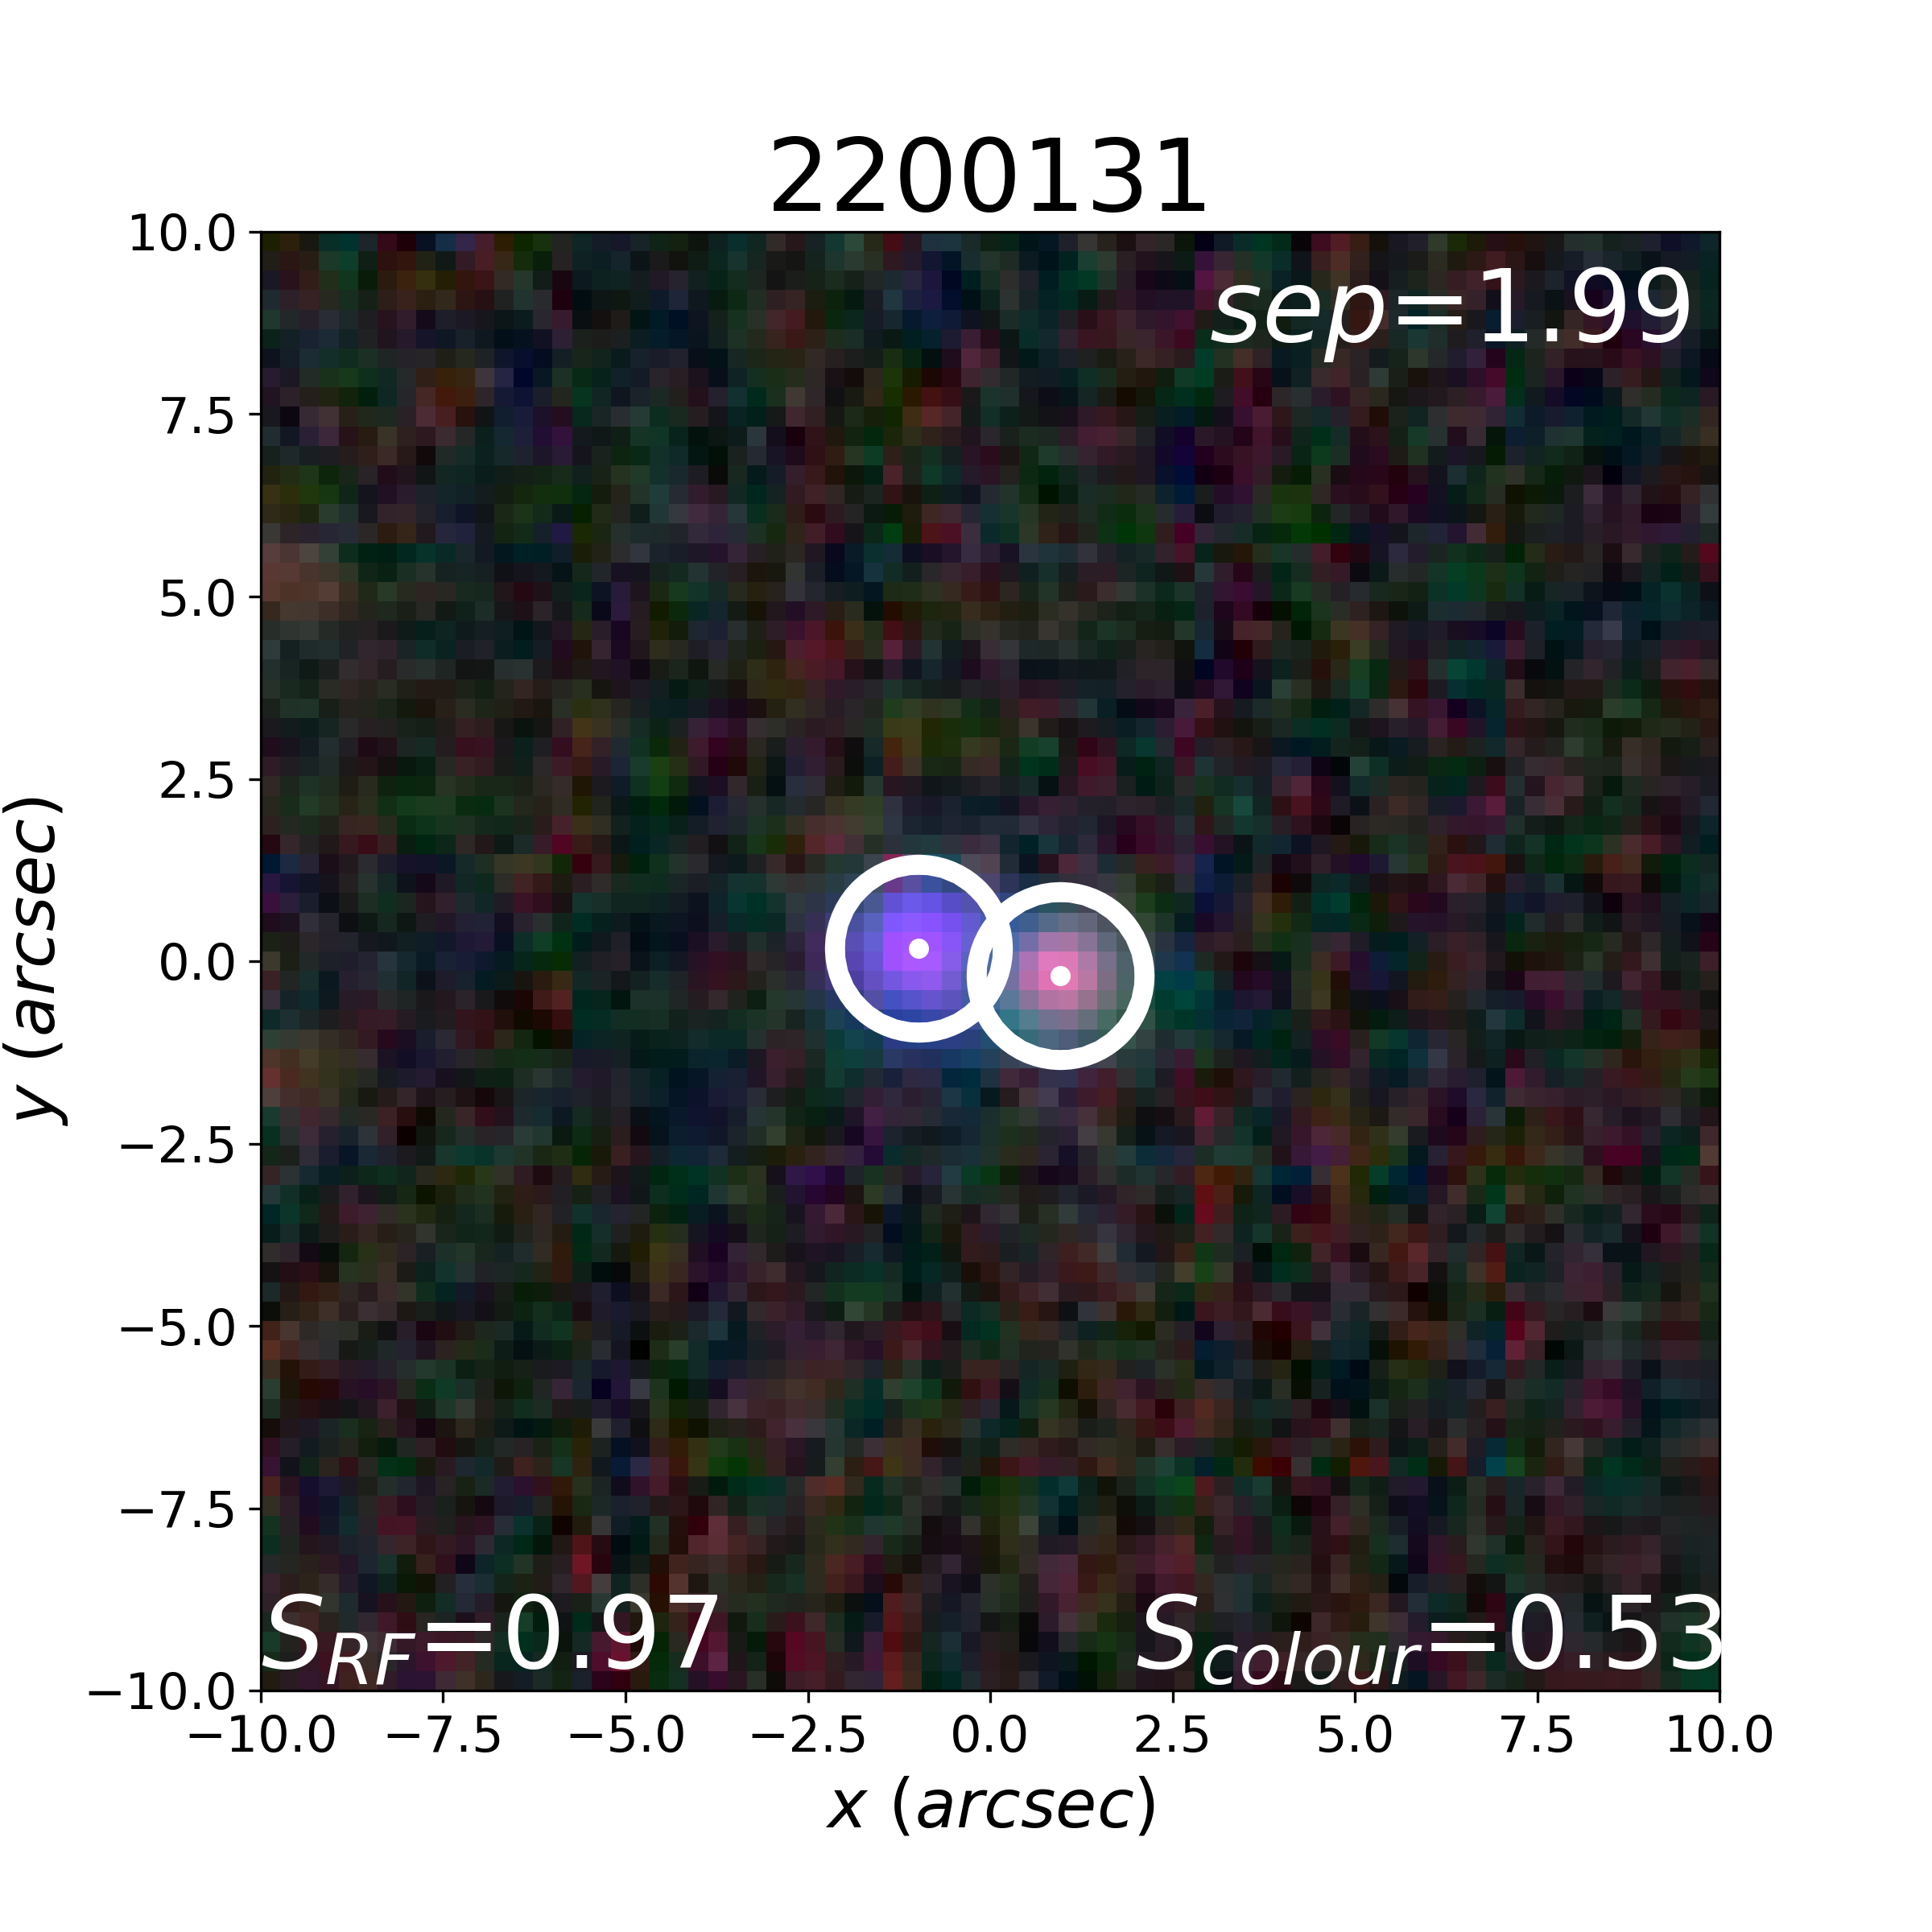 2200131
sep=1.99
10.0
7.5
5.0
2.5
0.0
−2.5
−5.0
−7.5
−10.0
y (arcsec)
S_RF=0.97
S_colour=0.53
−10.0 −7.5 −5.0 −2.5 0.0 2.5 5.0 7.5 10.0
x (arcsec)